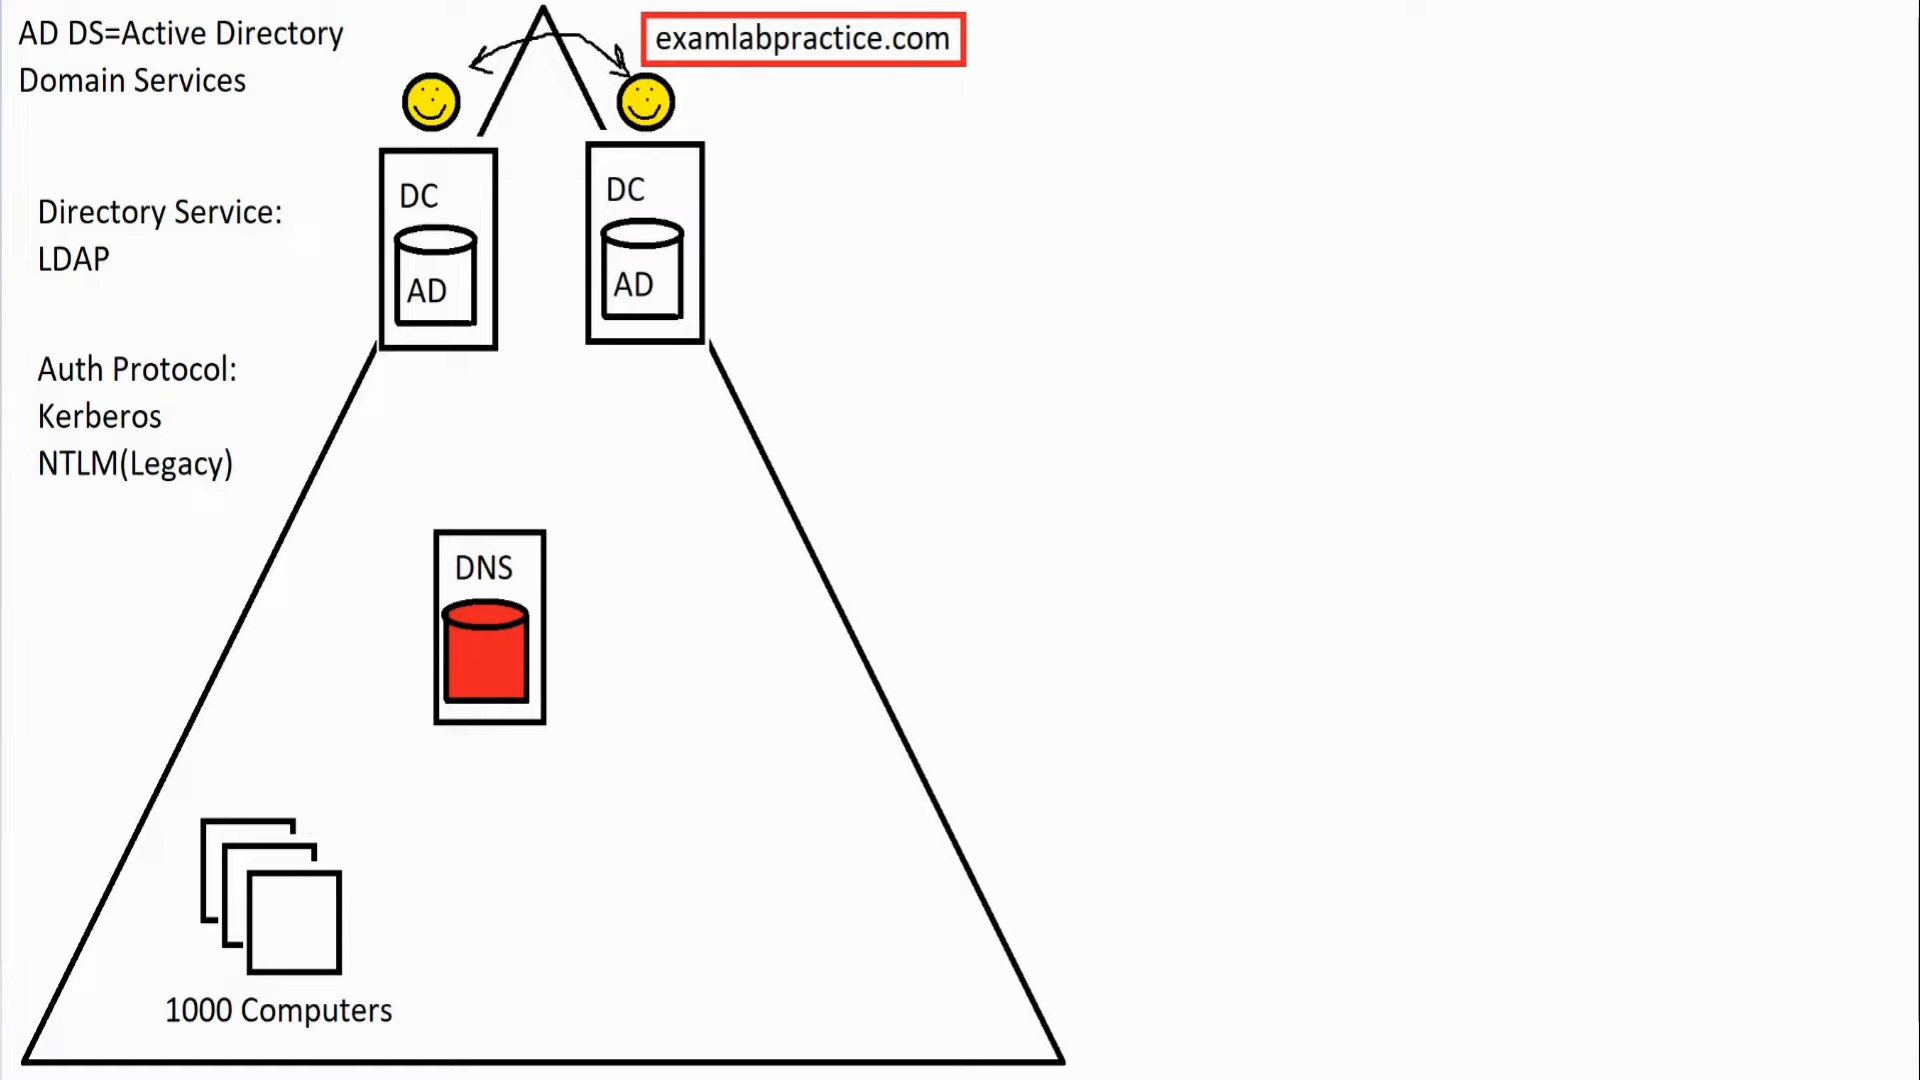 AD DS=Active Directory
Domain Services
examlabpractice.com
Directory Service:
LDAP
Auth Protocol:
Kerberos
NTLM(Legacy)
DC
AD
DC
AD
DNS
1000 Computers